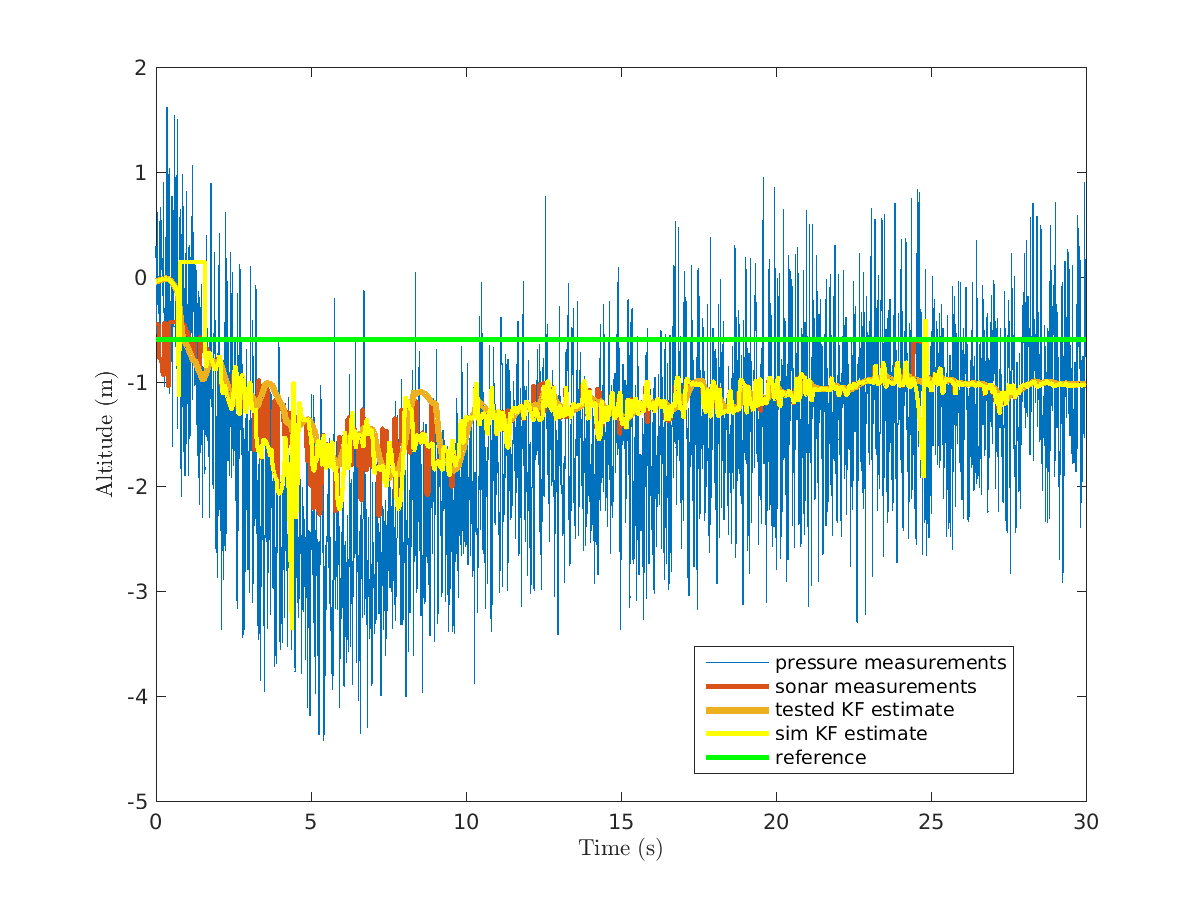 2
1
0
-1
-2
-3
-4
-5
Altitude (m)
0 5 10 15 20 25 30
Time (s)
pressure measurements
sonar measurements
tested KF estimate
sim KF estimate
reference